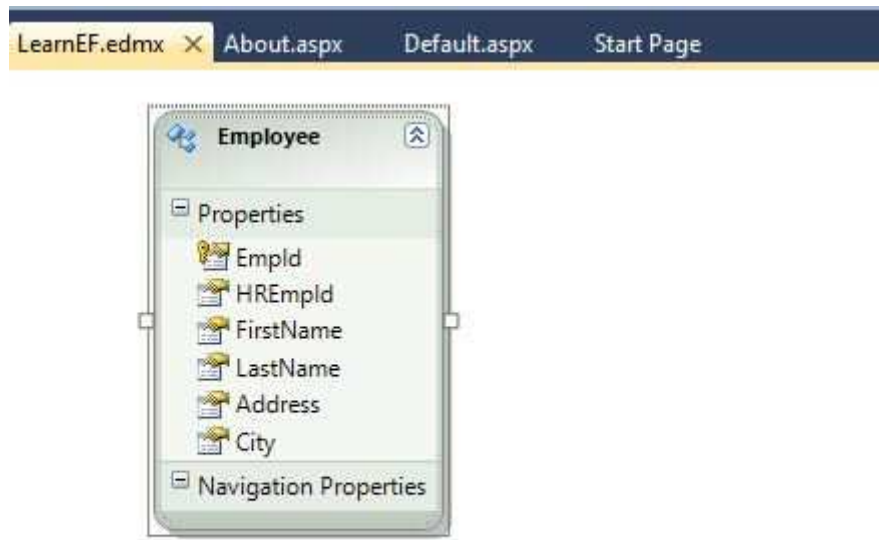 LearnEF.edmx About.aspx Default.aspx Start Page
Employee
Properties
EmpId
HREmpId
FirstName
LastName
Address
City
Navigation Properties